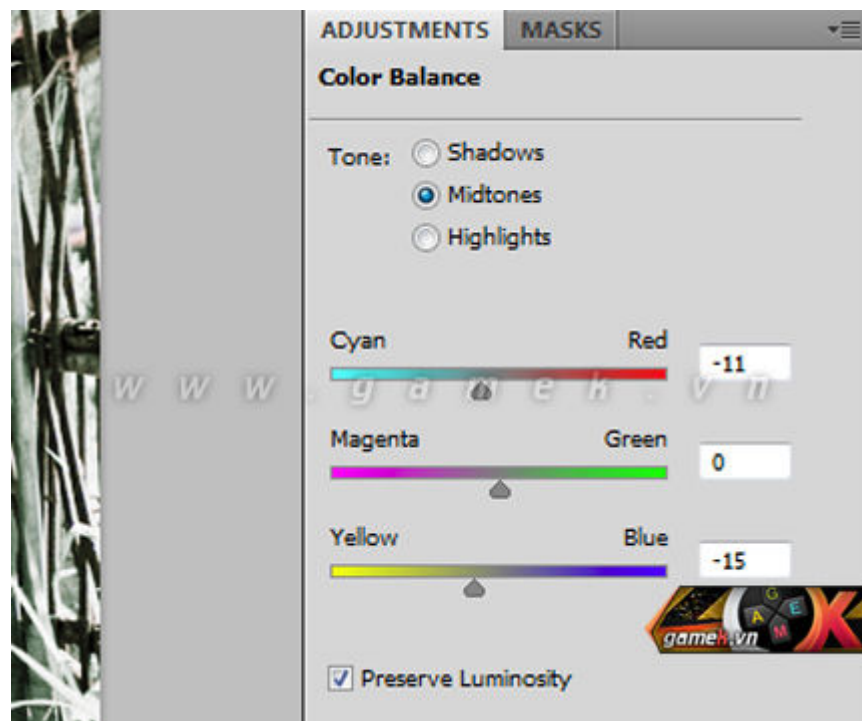 ADJUSTMENTS MASKS
Color Balance
Tone: Shadows
Midtones
Highlights
Cyan Red -11
www.gamek.vn
Magenta Green 0
Yellow Blue -15
G
A E
M K
gamek.vn
Preserve Luminosity